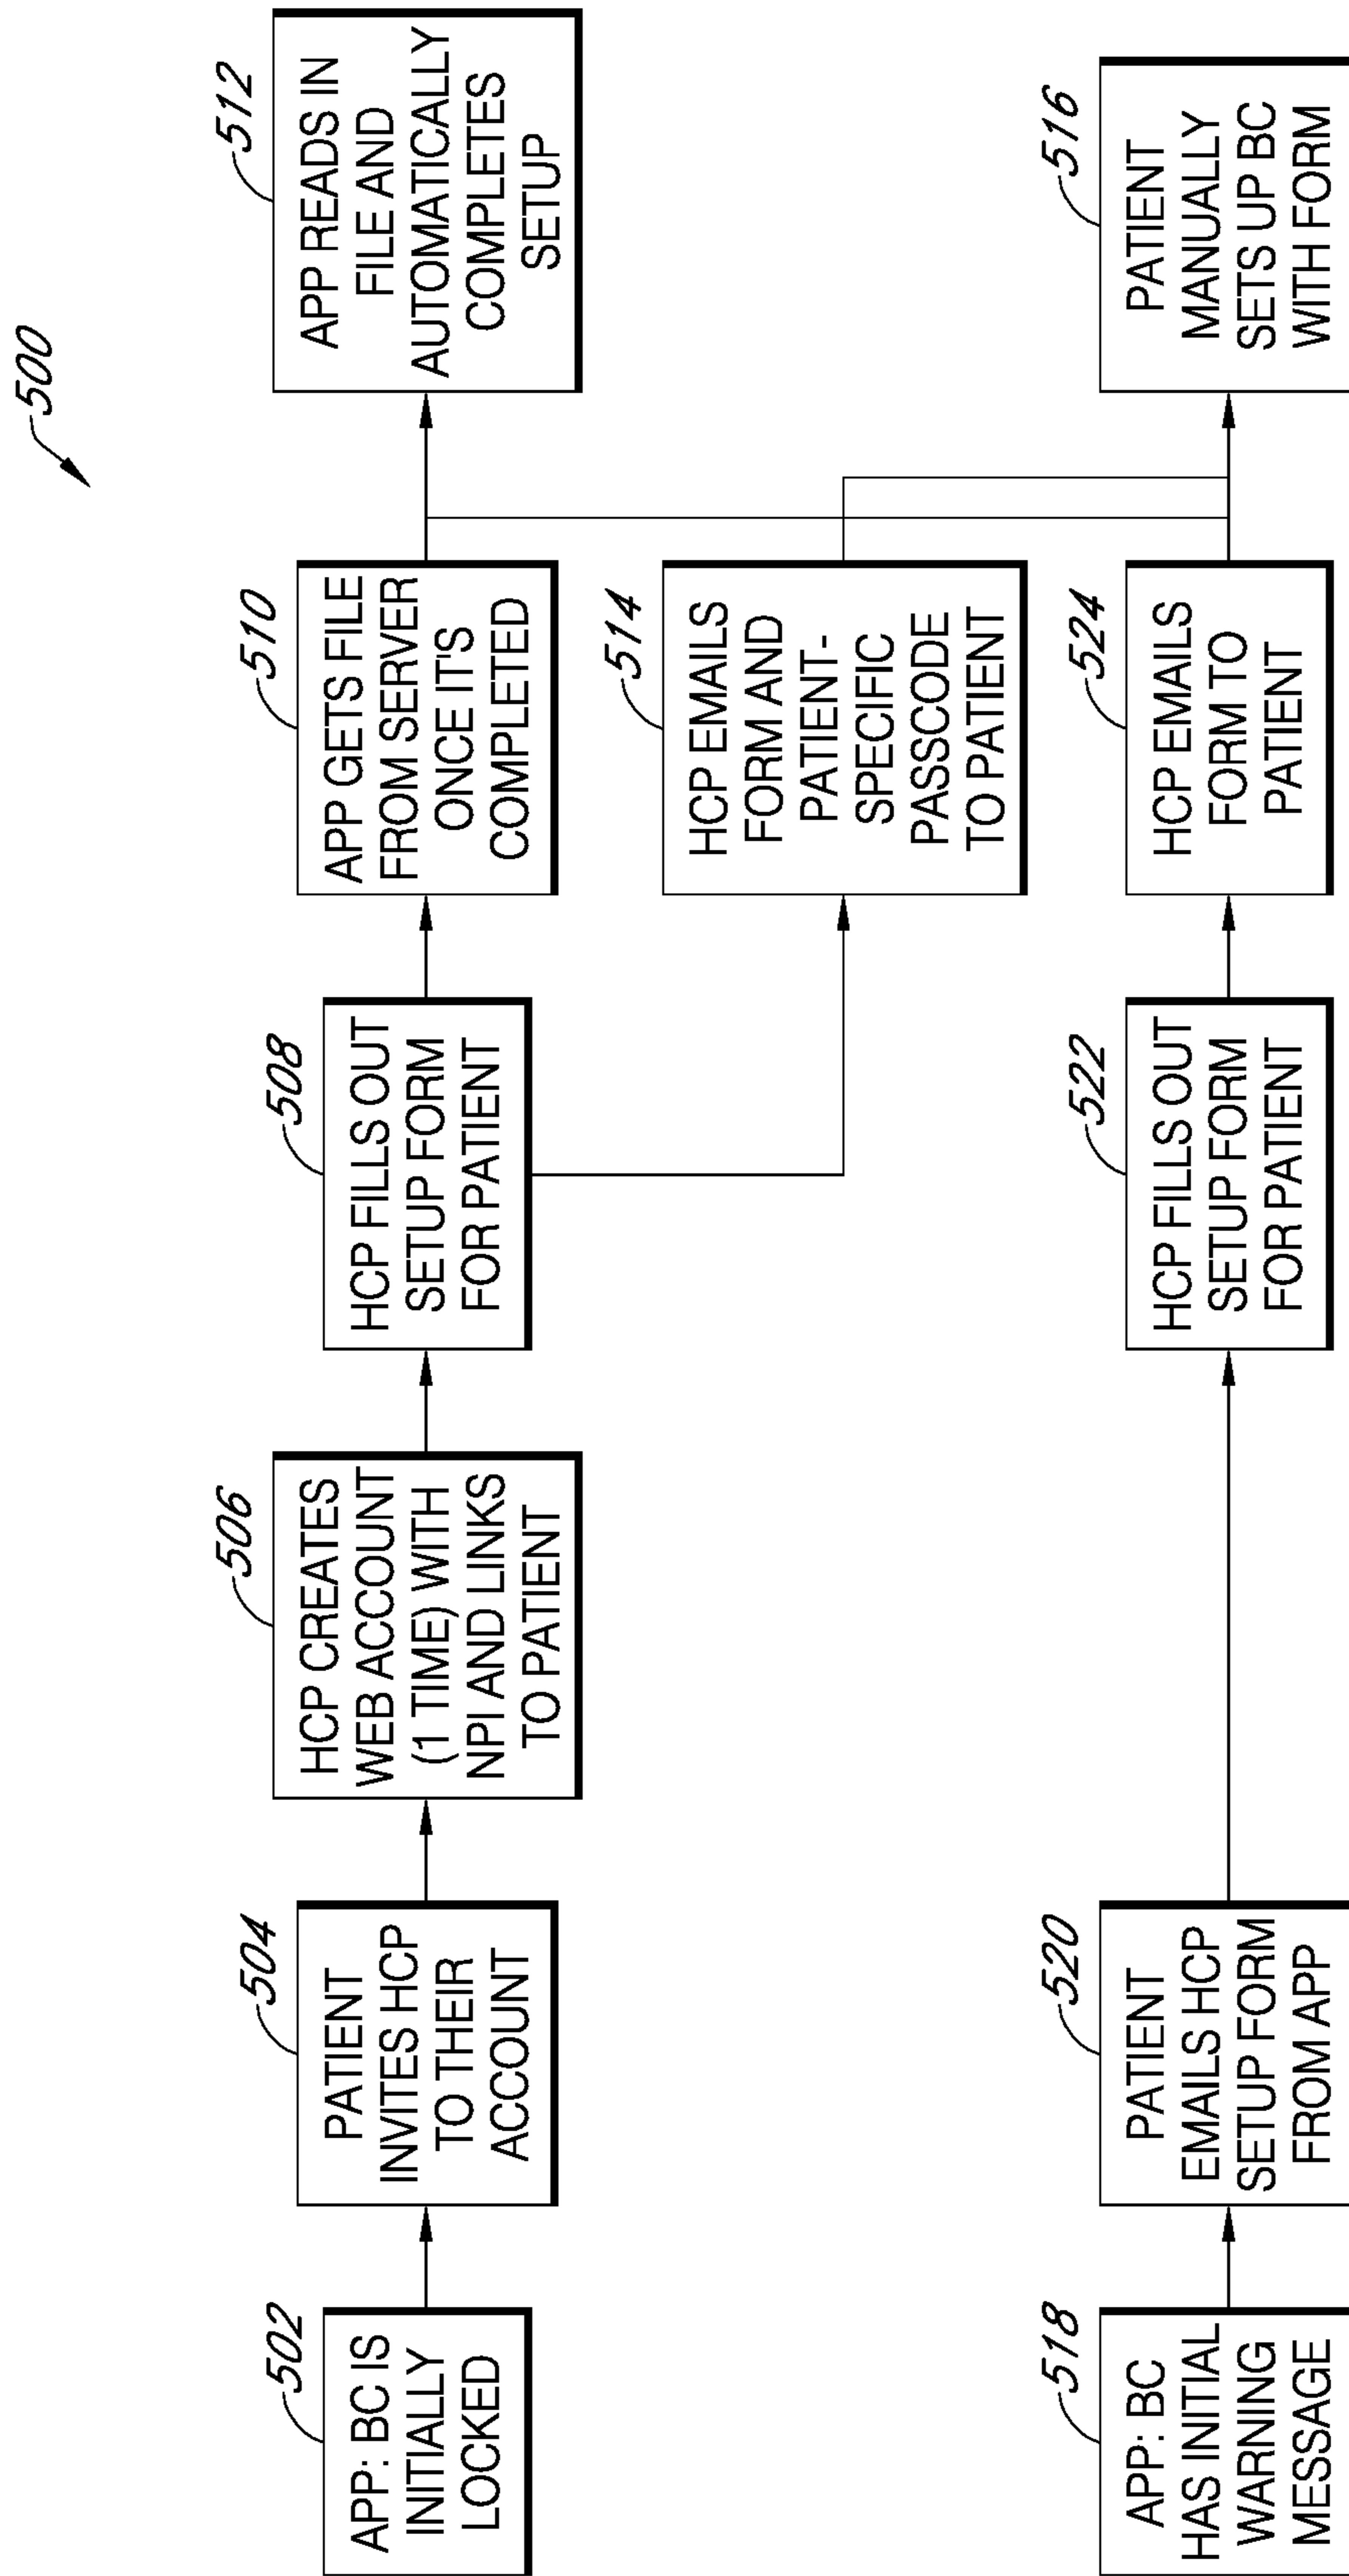 500
502
APP: BC IS
INITIALLY
LOCKED
504
PATIENT
INVITES HCP
TO THEIR
ACCOUNT
506
HCP CREATES
WEB ACCOUNT
(1 TIME) WITH
NPI AND LINKS
TO PATIENT
508
HCP FILLS OUT
SETUP FORM
FOR PATIENT
510
APP GETS FILE
FROM SERVER
ONCE IT'S
COMPLETED
512
APP READS IN
FILE AND
AUTOMATICALLY
COMPLETES
SETUP
514
HCP EMAILS
FORM AND
PATIENT-
SPECIFIC
PASSCODE
TO PATIENT
518
APP: BC
HAS INITIAL
WARNING
MESSAGE
520
PATIENT
EMAILS HCP
SETUP FORM
FROM APP
522
HCP FILLS OUT
SETUP FORM
FOR PATIENT
524
HCP EMAILS
FORM TO
PATIENT
516
PATIENT
MANUALLY
SETS UP BC
WITH FORM